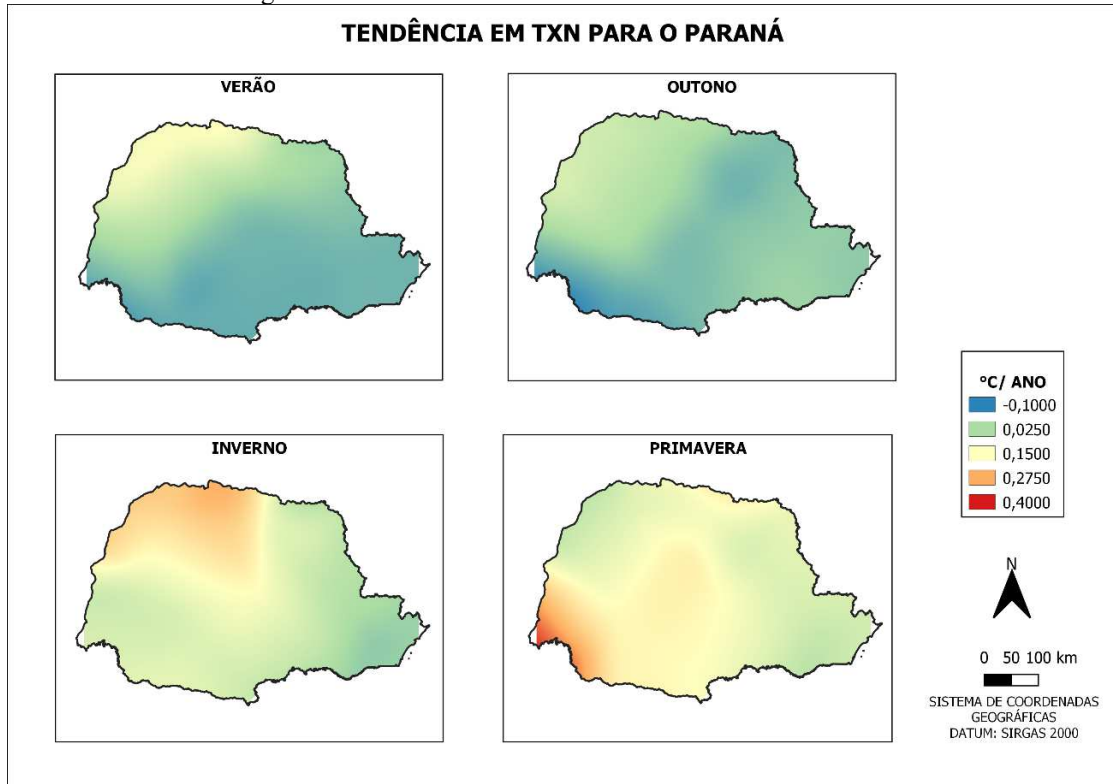 TENDÊNCIA EM TXN PARA O PARANÁ
VERÃO
OUTONO
INVERNO
PRIMAVERA
°C/ ANO
-0,1000
0,0250
0,1500
0,2750
0,4000
N
0 50 100 km
SISTEMA DE COORDENADAS
GEOGRÁFICAS
DATUM: SIRGAS 2000